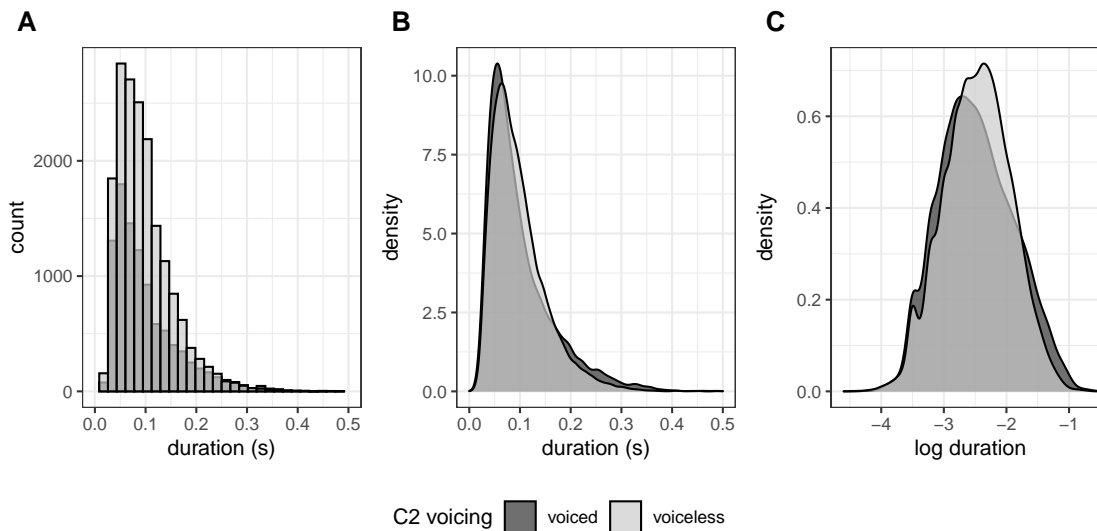 A
count
2000
1000
0
0.0 0.1 0.2 0.3 0.4 0.5
duration (s)
B
density
10.0
7.5
5.0
2.5
0.0
0.0 0.1 0.2 0.3 0.4 0.5
duration (s)
C
density
0.6
0.4
0.2
0.0
−4 −3 −2 −1
log duration
C2 voicing voiced voiceless